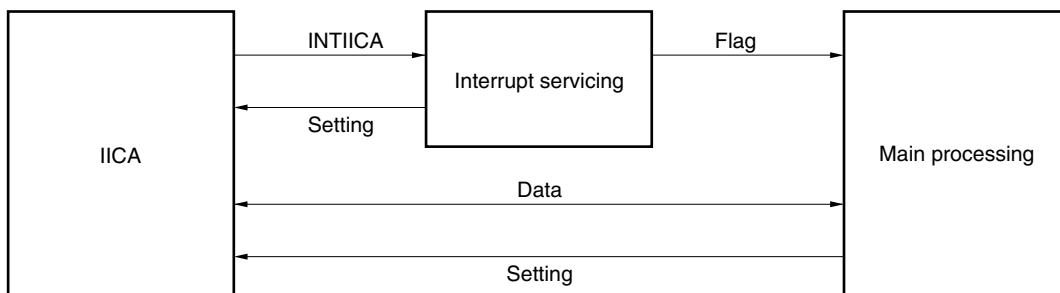 INTIICA
Flag
Interrupt servicing
Setting
IICA
Main processing
Data
Setting